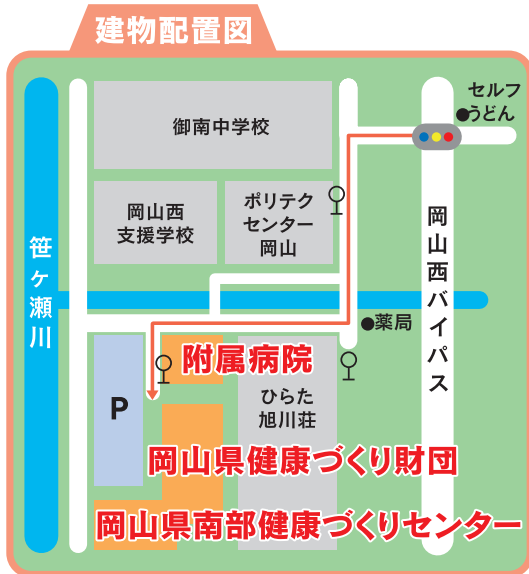 建物配置図
セルフ
うどん
御南中学校
岡山西
支援学校
ポリテク
センター
岡山
笹ヶ瀬川
岡山西バイパス
薬局
附属病院
P
ひらた
旭川荘
岡山県健康づくり財団
岡山県南部健康づくりセンター